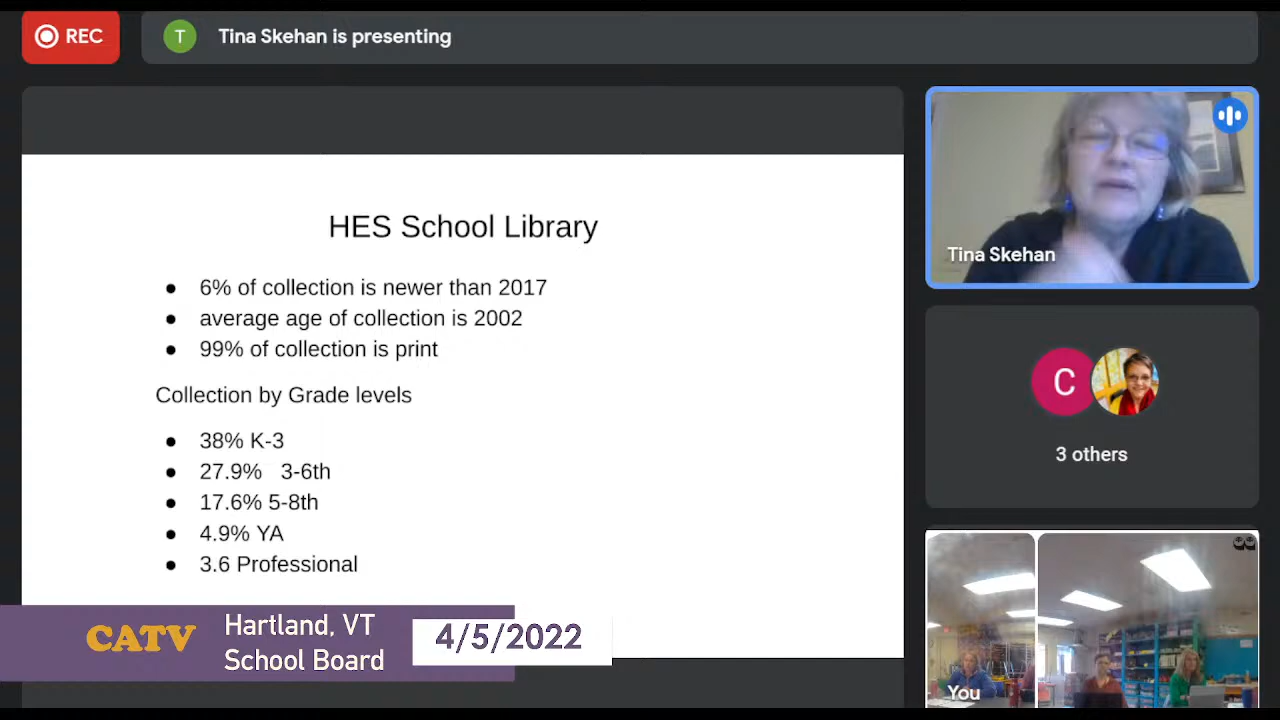 REC
T
Tina Skehan is presenting
HES School Library
● 6% of collection is newer than 2017
● average age of collection is 2002
● 99% of collection is print
Collection by Grade levels
● 38% K-3
● 27.9% 3-6th
● 17.6% 5-8th
● 4.9% YA
● 3.6 Professional
Tina Skehan
C
3 others
You
CATV
Hartland, VT
School Board
4/5/2022